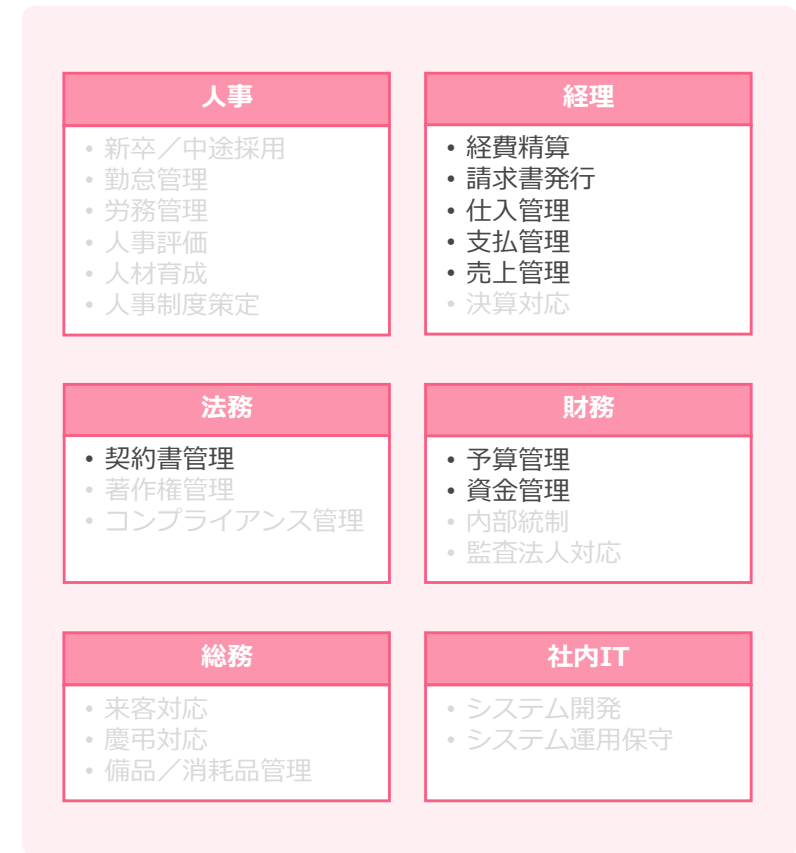 人事
・新卒／中途採用
・勤怠管理
・労務管理
・人事評価
・人材育成
・人事制度策定
経理
・経費精算
・請求書発行
・仕入管理
・支払管理
・売上管理
・決算対応
法務
・契約書管理
・著作権管理
・コンプライアンス管理
財務
・予算管理
・資金管理
・内部統制
・監査法人対応
総務
・来客対応
・慶弔対応
・備品／消耗品管理
社内IT
・システム開発
・システム運用保守